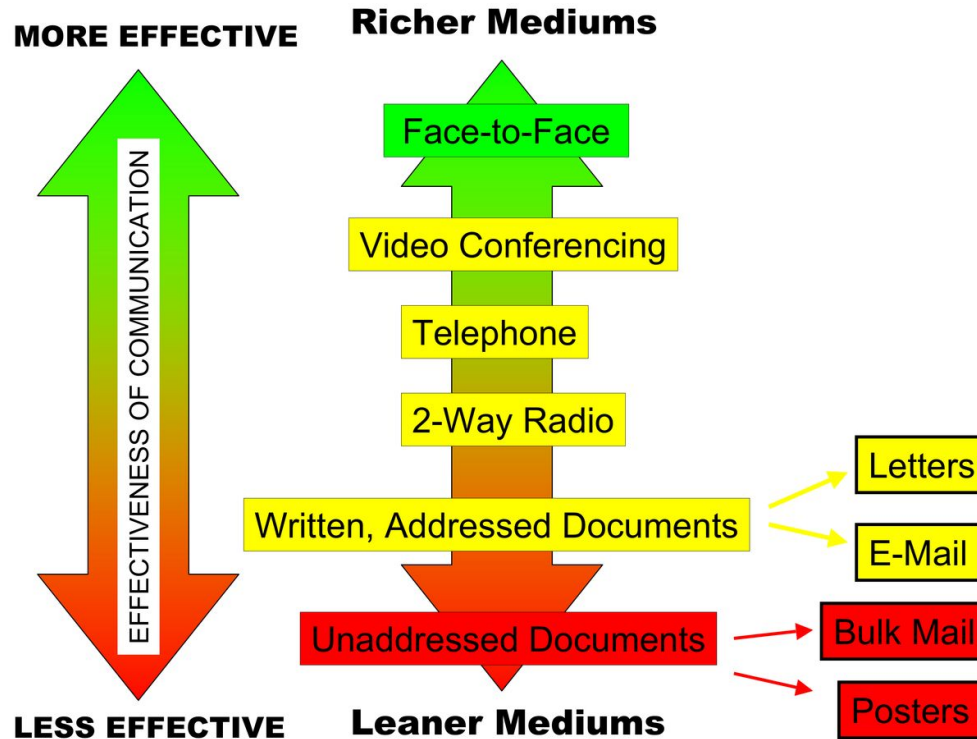 MORE EFFECTIVE
Richer Mediums
Face-to-Face
EFFECTIVENESS OF COMMUNICATION
Video Conferencing
Telephone
2-Way Radio
Letters
Written, Addressed Documents
E-Mail
Unaddressed Documents
Bulk Mail
Posters
LESS EFFECTIVE
Leaner Mediums